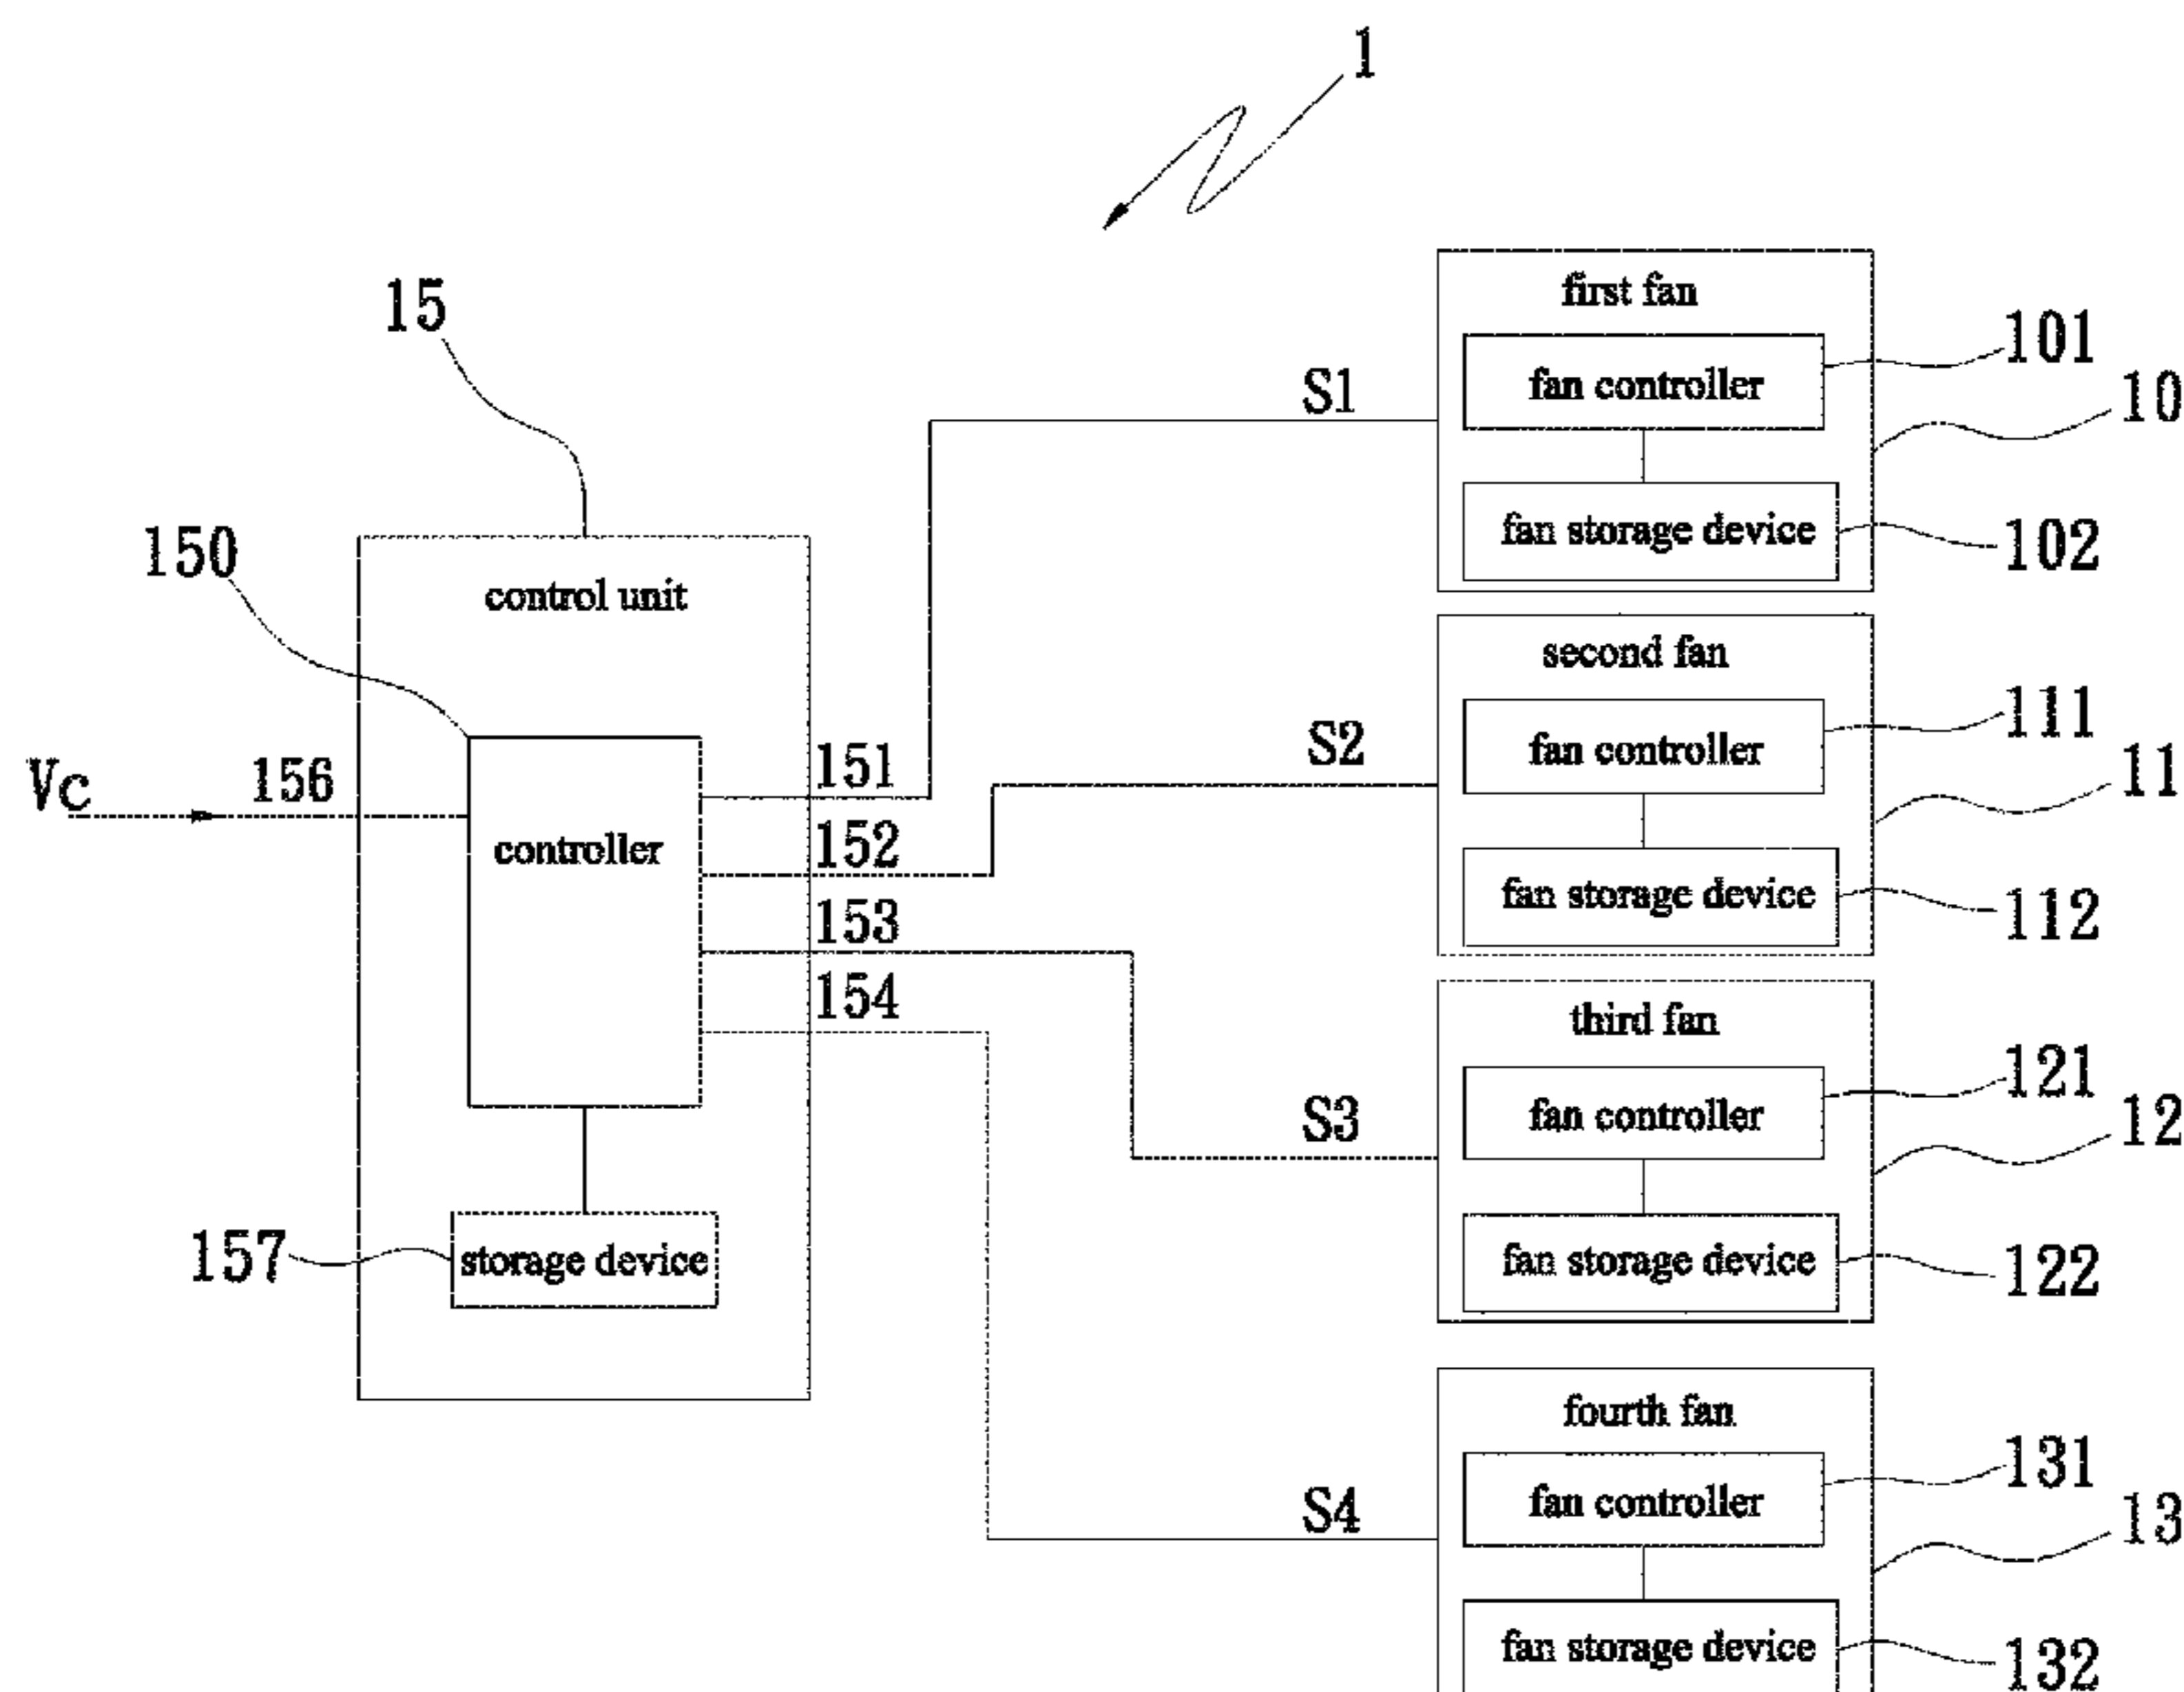 1
15
first fan
fan controller
101
10
S1
fan storage device
102
150
control unit
second fan
fan controller
111
11
S2
Vc
156
151
controller
152
fan storage device
112
153
154
third fan
fan controller
121
12
S3
157
storage device
fan storage device
122
fourth fan
fan controller
131
13
S4
fan storage device
132